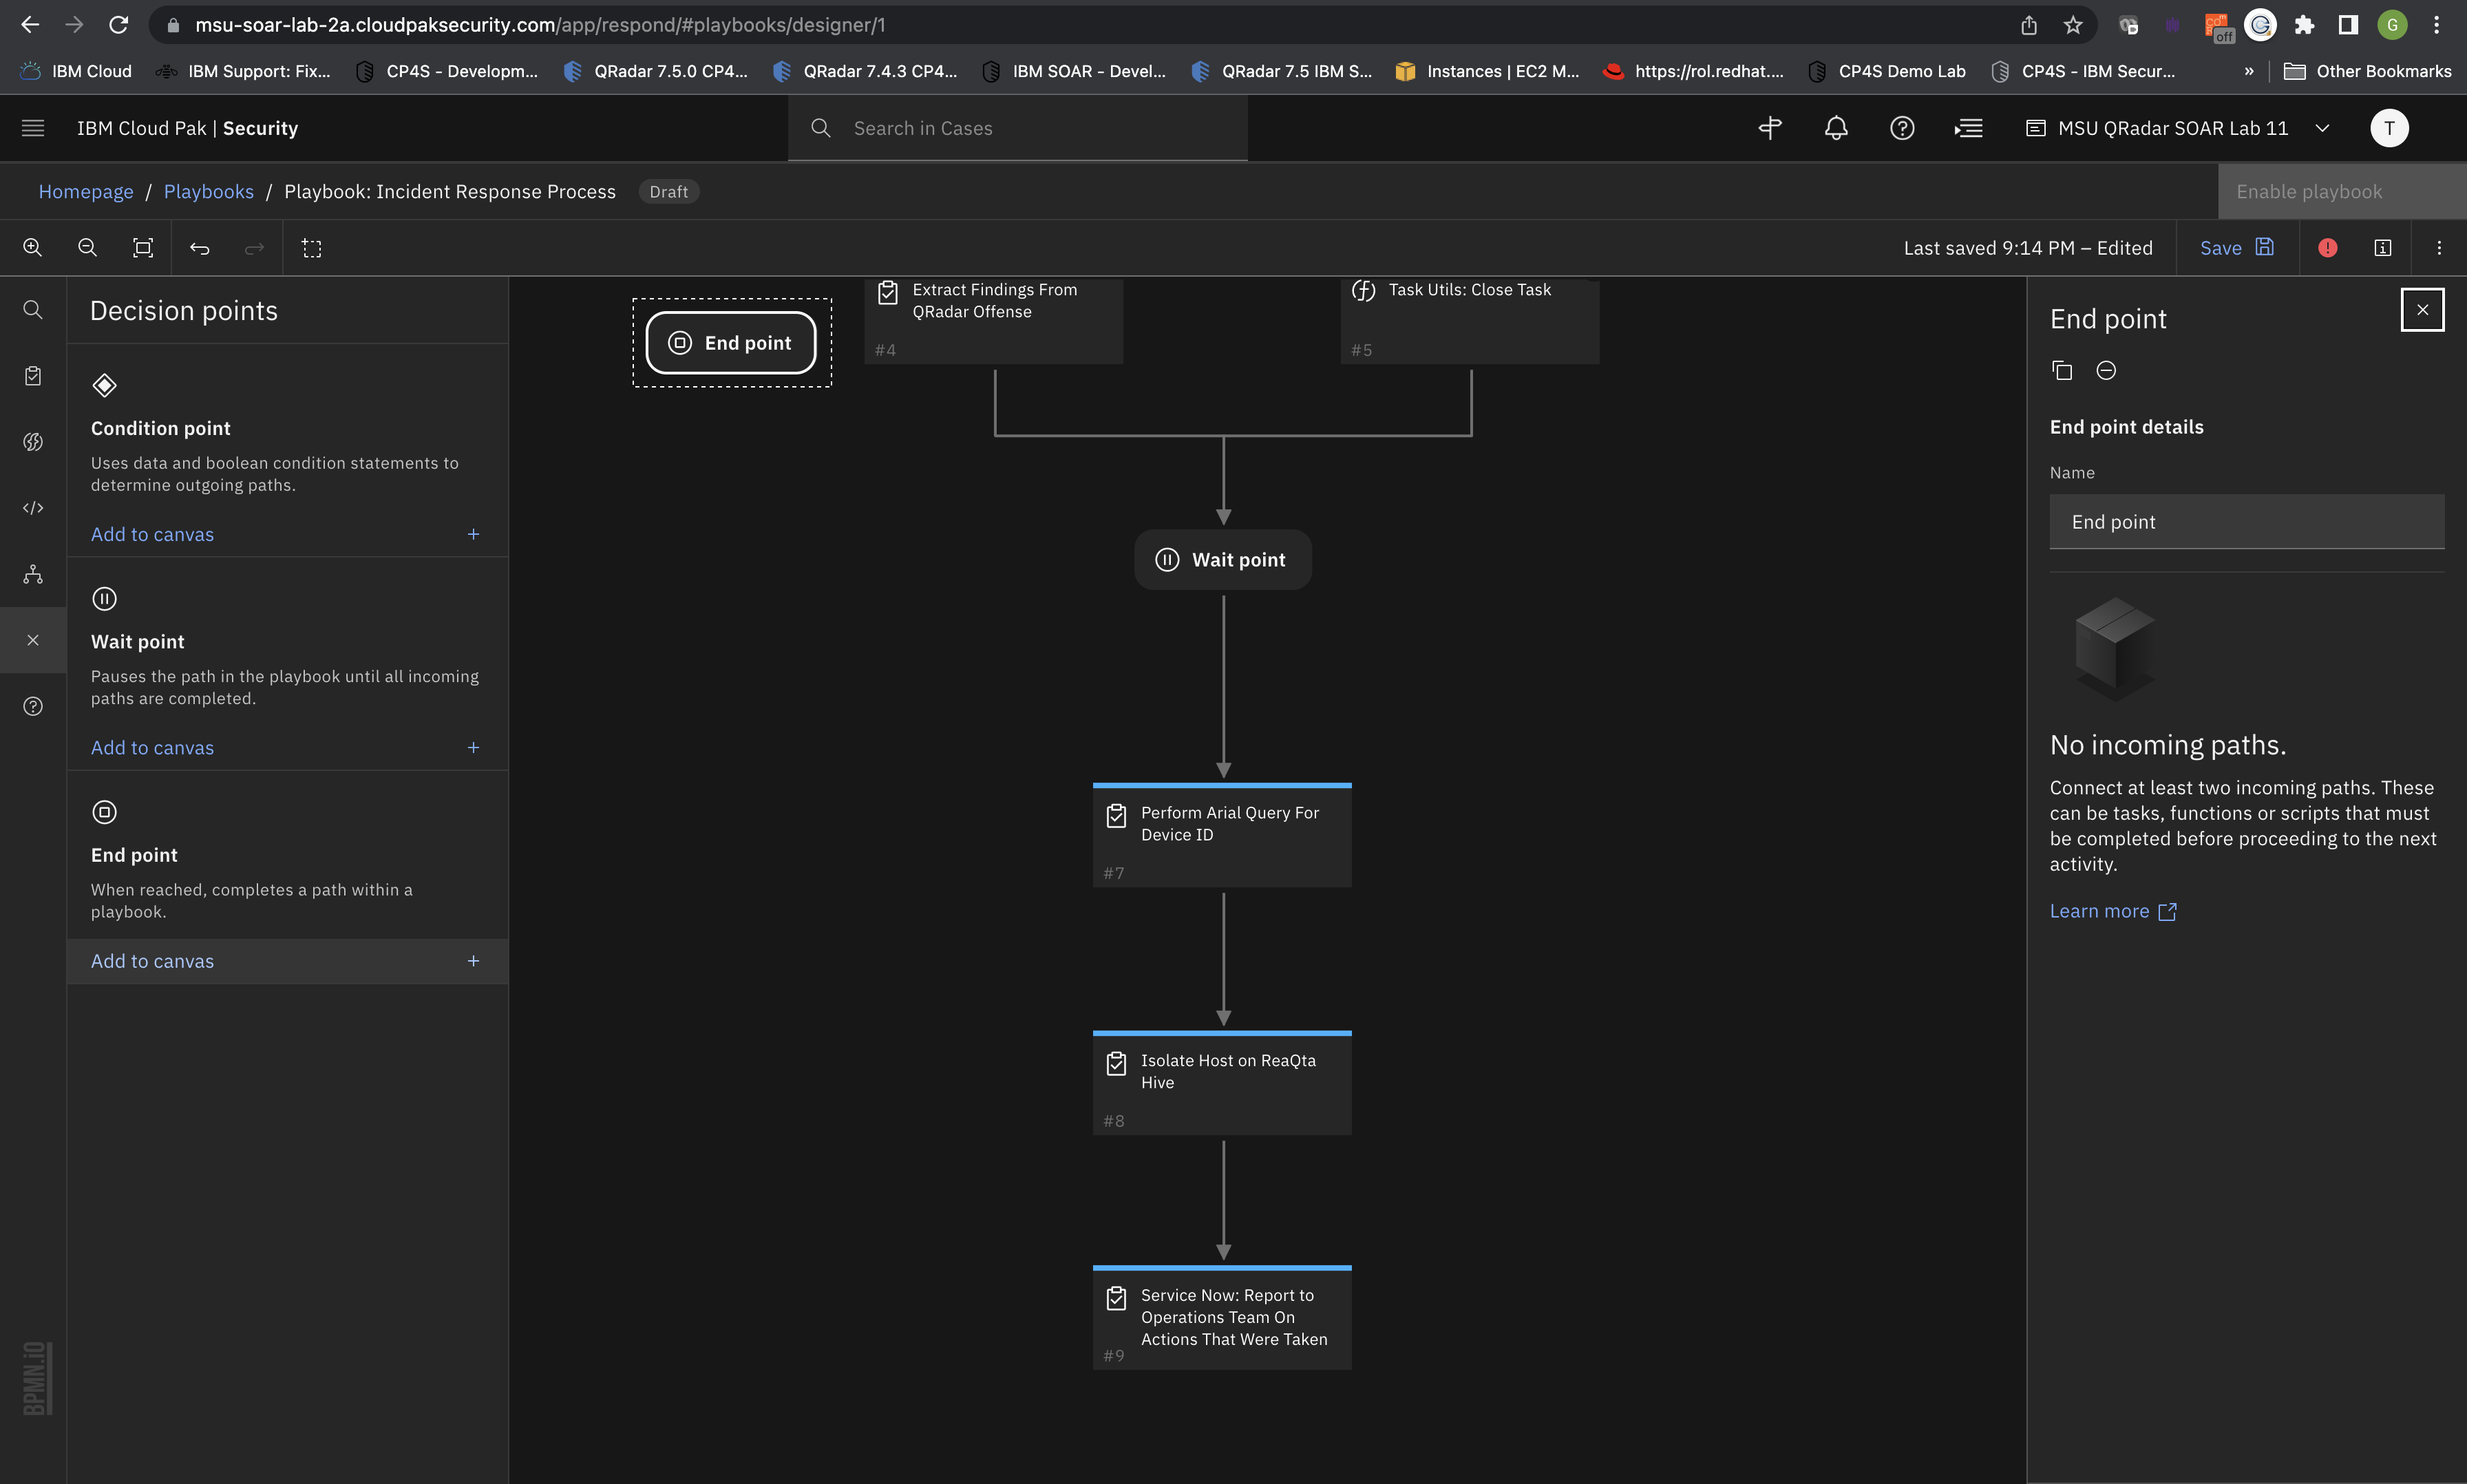 msu-soar-lab-2a.cloudpaksecurity.com/app/respond/#playbooks/designer/1
off
G
IBM Cloud
IBM Support: Fix...
CP4S - Developm...
QRadar 7.5.0 CP4...
QRadar 7.4.3 CP4...
IBM SOAR - Devel...
QRadar 7.5 IBM S...
Instances | EC2 M...
https://rol.redhat....
CP4S Demo Lab
CP4S - IBM Secur...
»
Other Bookmarks
IBM Cloud Pak | Security
Search in Cases
MSU QRadar SOAR Lab 11
T
Homepage / Playbooks / Playbook: Incident Response Process
Draft
Enable playbook
Last saved 9:14 PM – Edited
Save
Decision points
Condition point
Uses data and boolean condition statements to
determine outgoing paths.
Add to canvas +
Wait point
Pauses the path in the playbook until all incoming
paths are completed.
Add to canvas +
End point
When reached, completes a path within a
playbook.
Add to canvas +
BPMN.iO
End point
Extract Findings From
QRadar Offense
#4
Task Utils: Close Task
#5
Wait point
Perform Arial Query For
Device ID
#7
Isolate Host on ReaQta
Hive
#8
Service Now: Report to
Operations Team On
Actions That Were Taken
#9
End point
End point details
Name
End point
No incoming paths.
Connect at least two incoming paths. These
can be tasks, functions or scripts that must
be completed before proceeding to the next
activity.
Learn more